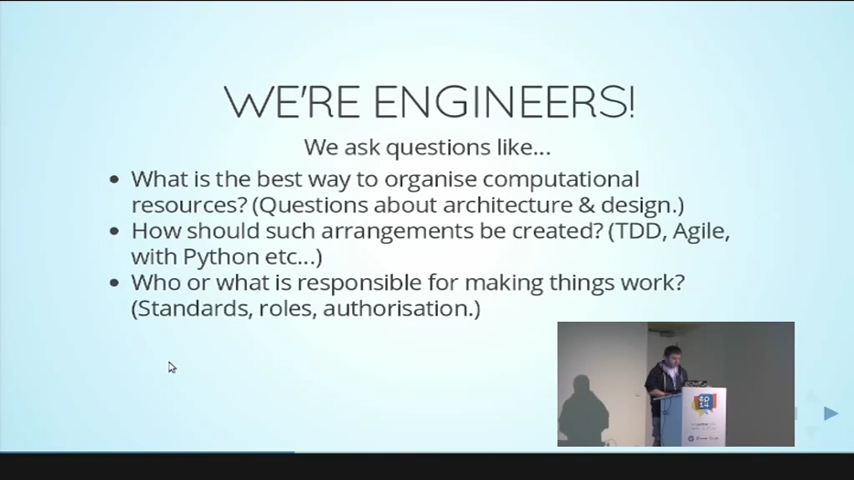 WE'RE ENGINEERS!
We ask questions like...
• What is the best way to organise computational
resources? (Questions about architecture & design.)
• How should such arrangements be created? (TDD, Agile,
with Python etc...)
• Who or what is responsible for making things work?
(Standards, roles, authorisation.)